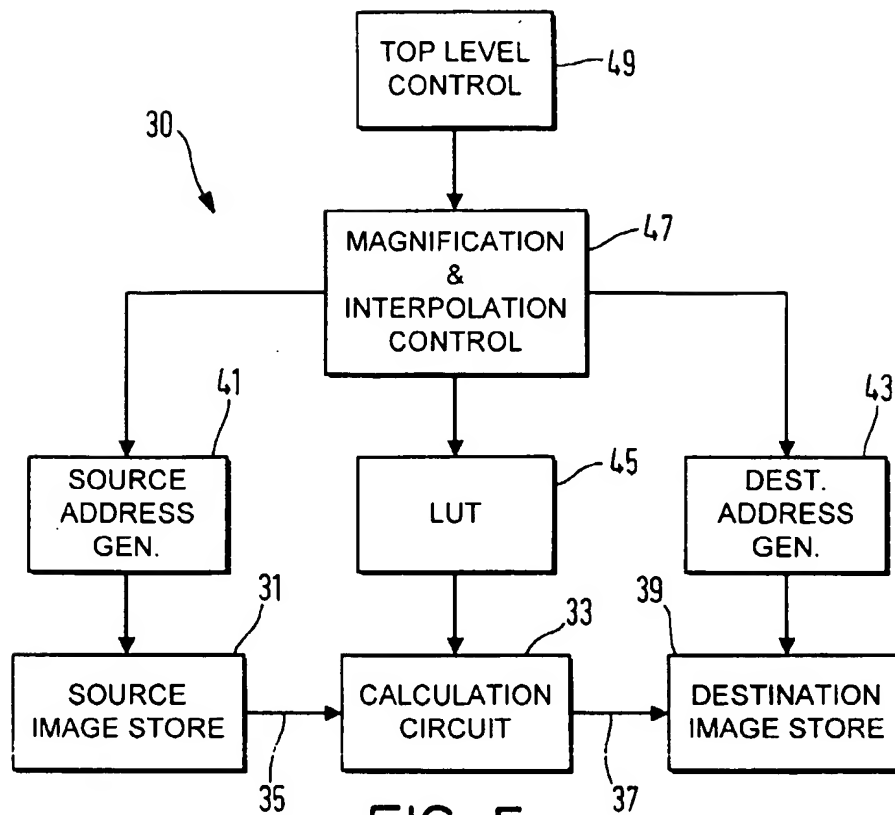 TOP LEVEL
CONTROL
49
30
MAGNIFICATION
&
INTERPOLATION
CONTROL
47
41
43
SOURCE
ADDRESS
GEN.
LUT
45
DEST.
ADDRESS
GEN.
31
33
39
SOURCE
IMAGE STORE
CALCULATION
CIRCUIT
DESTINATION
IMAGE STORE
35
37